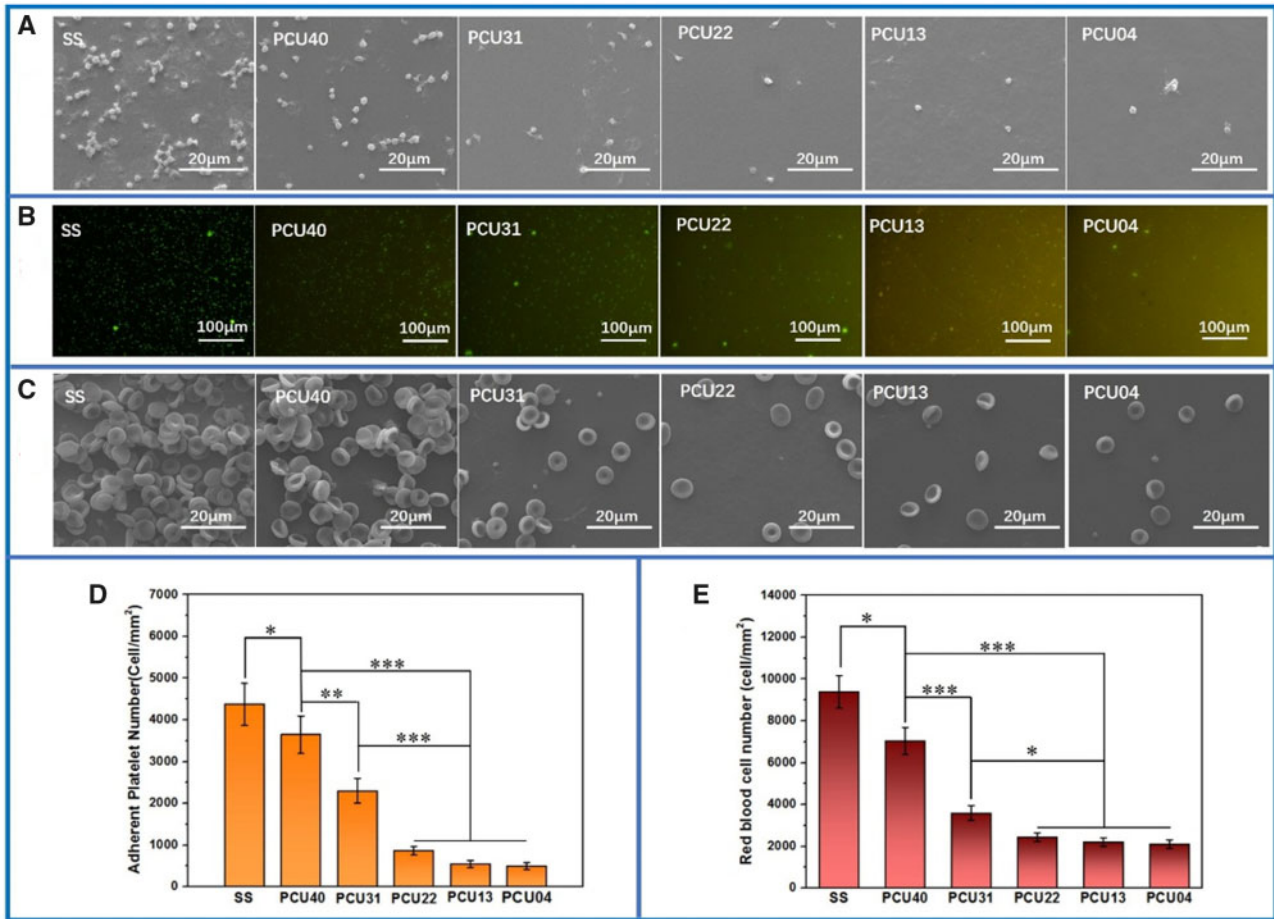 A
SS
PCU40
PCU31
PCU22
PCU13
PCU04
20μm
20μm
20μm
20μm
20μm
20μm
B
SS
PCU40
PCU31
PCU22
PCU13
PCU04
100μm
100μm
100μm
100μm
100μm
100μm
C
SS
PCU40
PCU31
PCU22
PCU13
PCU04
20μm
20μm
20μm
20μm
20μm
20μm
D
Adherent Platelet Number(Cell/mm²)
7000
6000
5000
4000
3000
2000
1000
0
*
***
**
***
SS PCU40 PCU31 PCU22 PCU13 PCU04
E
Red blood cell number (cell/mm²)
14000
12000
10000
8000
6000
4000
2000
0
*
***
***
*
SS PCU40 PCU31 PCU22 PCU13 PCU04